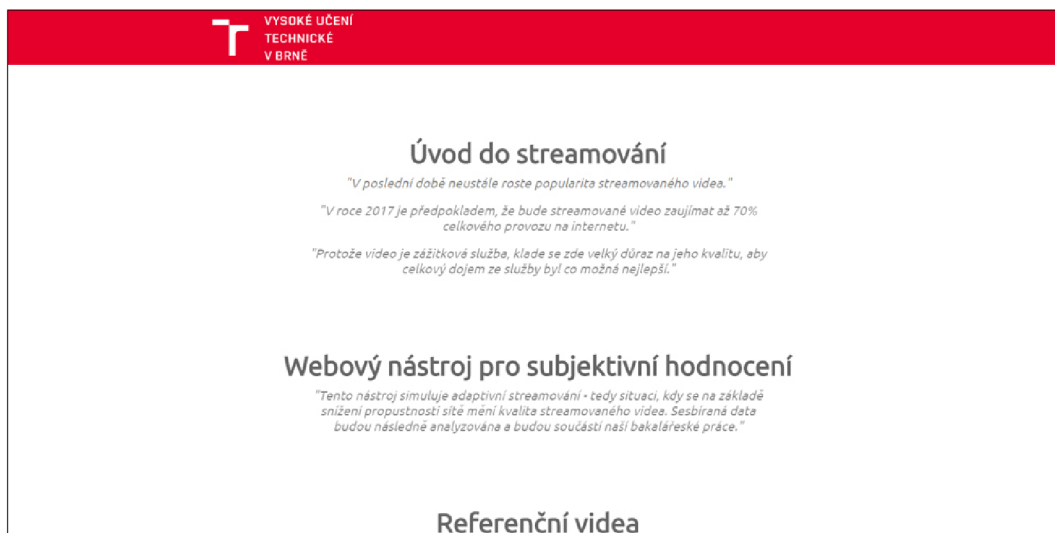 VYSOKÉ UČENÍ
TECHNICKÉ
V BRNĚ
Úvod do streamování
"V poslední době neustále roste popularita streamovaného videa."
"V roce 2017 je předpokladem, že bude streamované video zaujímat až 70%
celkového provozu na internetu."
"Protože video je zážitková služba, klade se zde velký důraz na jeho kvalitu, aby
celkový dojem ze služby byl co možná nejlepší."
Webový nástroj pro subjektivní hodnocení
"Tento nástroj simuluje adaptivní streamování - tedy situaci, kdy se na základě
snížení propustnosti sítě mění kvalita streamovaného videa. Sesbíraná data
budou následně analyzována a budou součástí naší bakalářeské práce."
Referenční videa